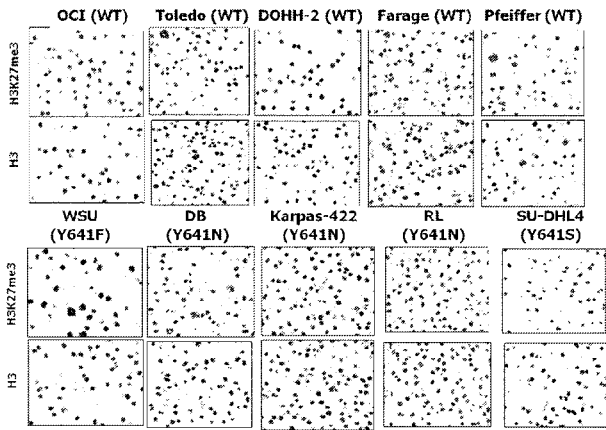 OCI (WT) Toledo (WT) DOHH-2 (WT) Farage (WT) Pfeiffer (WT)
H3K27me3
H3
WSU DB Karpas-422 RL SU-DHL4
(Y641F) (Y641N) (Y641N) (Y641N) (Y641S)
H3K27me3
H3